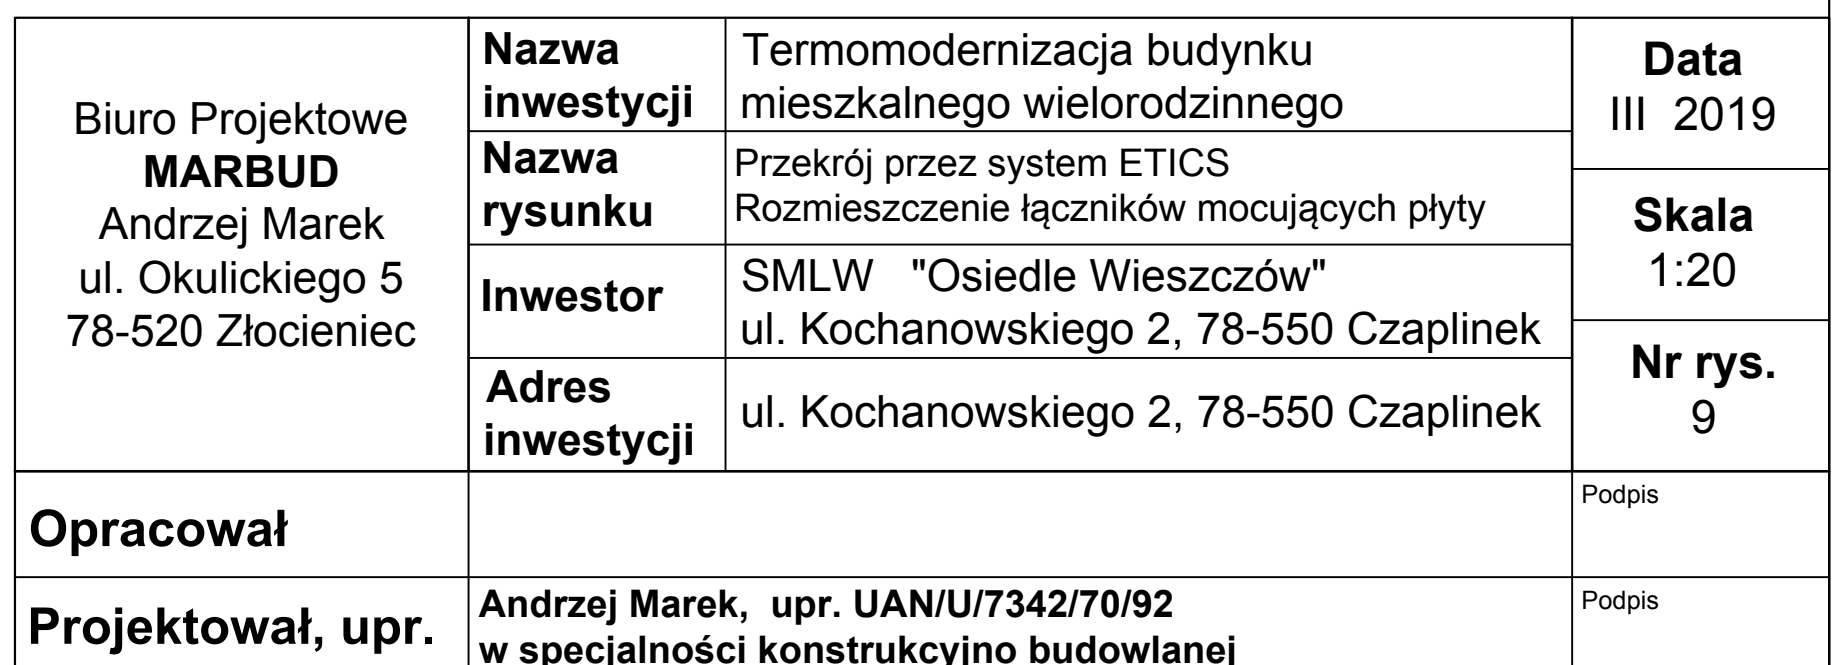 Biuro Projektowe
MARBUD
Andrzej Marek
ul. Okulickiego 5
78-520 Złocieniec
Nazwa
inwestycji
Termomodernizacja budynku
mieszkalnego wielorodzinnego
Nazwa
rysunku
Przekrój przez system ETICS
Rozmieszczenie łączników mocujących płyty
Inwestor
SMLW "Osiedle Wieszczów"
ul. Kochanowskiego 2, 78-550 Czaplinek
Adres
inwestycji
ul. Kochanowskiego 2, 78-550 Czaplinek
Data
III 2019
Skala
1:20
Nr rys.
9
Opracował
Podpis
Projektował, upr.
Andrzej Marek, upr. UAN/U/7342/70/92
w specjalności konstrukcyjno budowlanej
Podpis